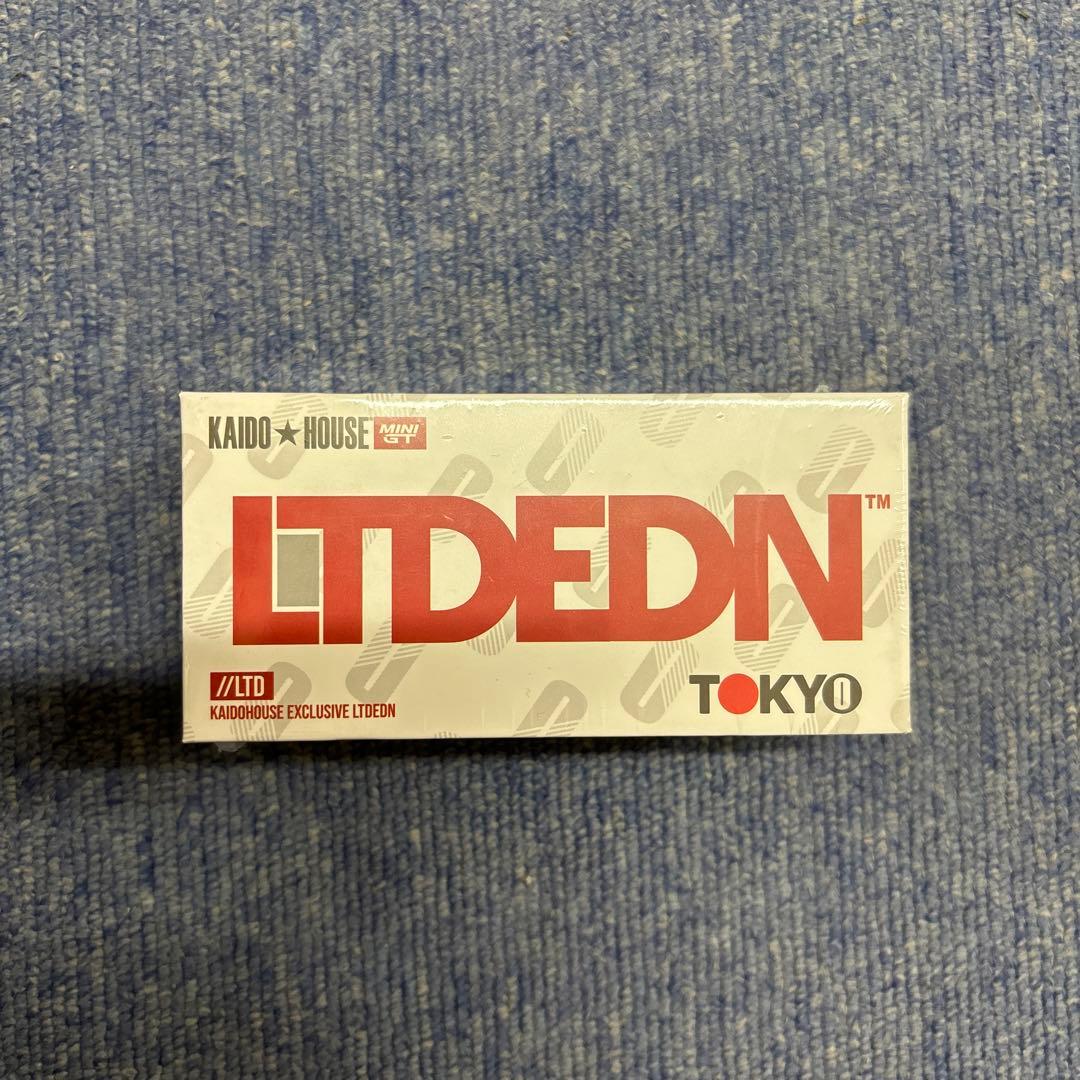 KAIDO★HOUSE MINI GT
LTDEDN™
//LTD
KAIDOHOUSE EXCLUSIVE LTDEDN
TOKYO